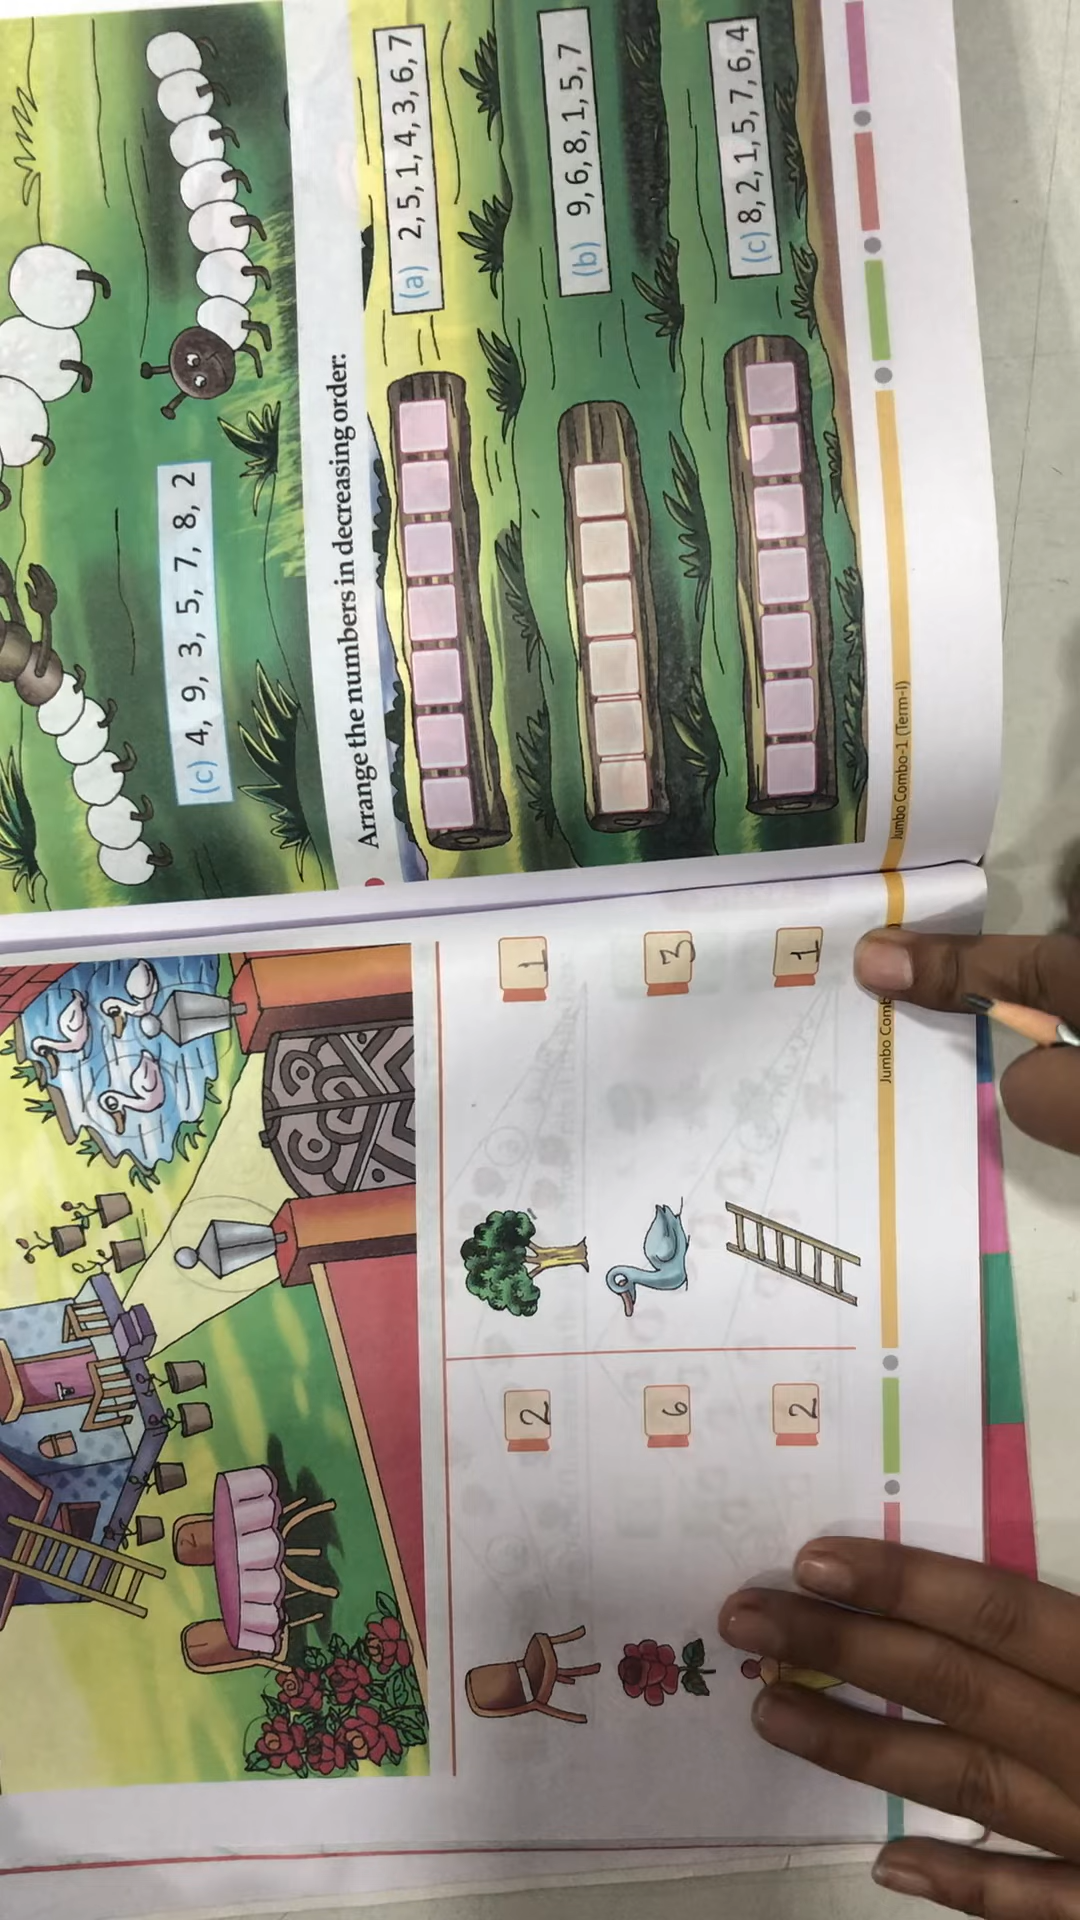 2
1
6
3
2
1
Jumbo Comb
(c) 4, 9, 3, 5, 7, 8, 2
Arrange the numbers in decreasing order:
(a) 2, 5, 1, 4, 3, 6, 7
(b) 9, 6, 8, 1, 5, 7
(c) 8, 2, 1, 5, 7, 6, 4
Jumbo Combo-1 (Term-I)